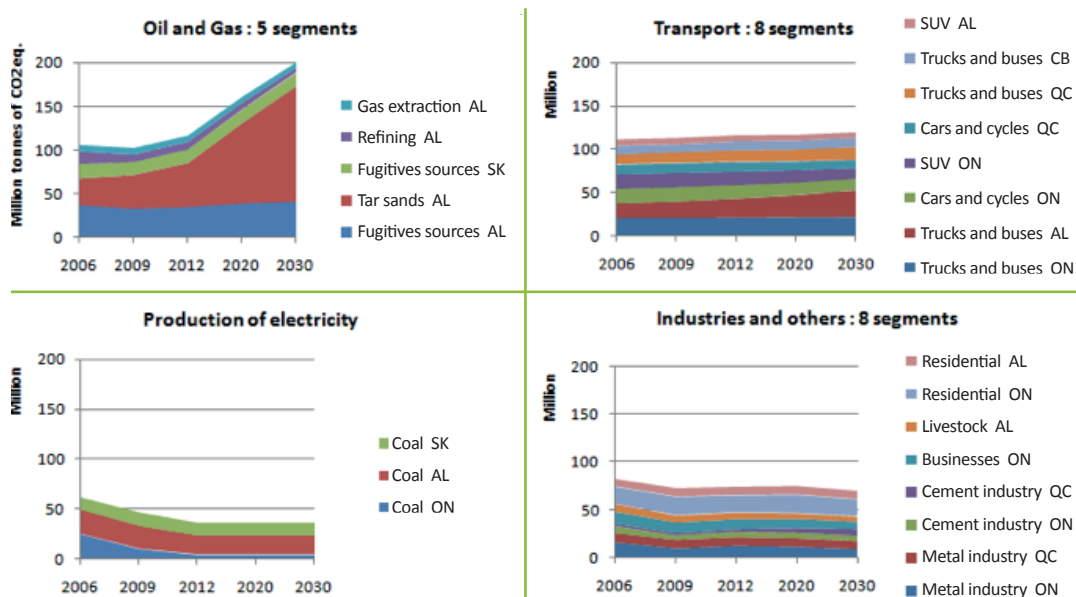 Oil and Gas : 5 segments
Million tonnes of CO2eq.
200
150
100
50
0
2006 2009 2012 2020 2030
Gas extraction AL
Refining AL
Fugitives sources SK
Tar sands AL
Fugitives sources AL
Transport : 8 segments
Million
200
150
100
50
0
2006 2009 2012 2020 2030
SUV AL
Trucks and buses CB
Trucks and buses QC
Cars and cycles QC
SUV ON
Cars and cycles ON
Trucks and buses AL
Trucks and buses ON
Production of electricity
Million
200
150
100
50
0
2006 2009 2012 2020 2030
Coal SK
Coal AL
Coal ON
Industries and others : 8 segments
Million
200
150
100
50
0
2006 2009 2012 2020 2030
Residential AL
Residential ON
Livestock AL
Businesses ON
Cement industry QC
Cement industry ON
Metal industry QC
Metal industry ON